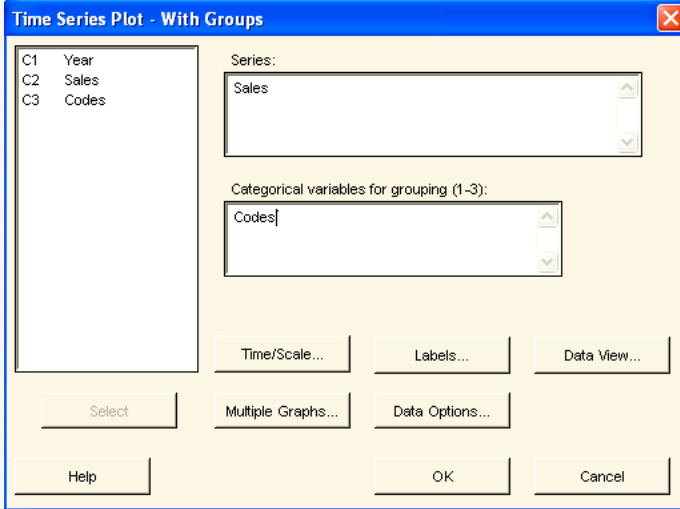 Time Series Plot - With Groups
C1 Year
C2 Sales
C3 Codes
Series:
Sales
Categorical variables for grouping (1-3):
Codes
Time/Scale...
Labels...
Data View...
Select
Multiple Graphs...
Data Options...
Help
OK
Cancel